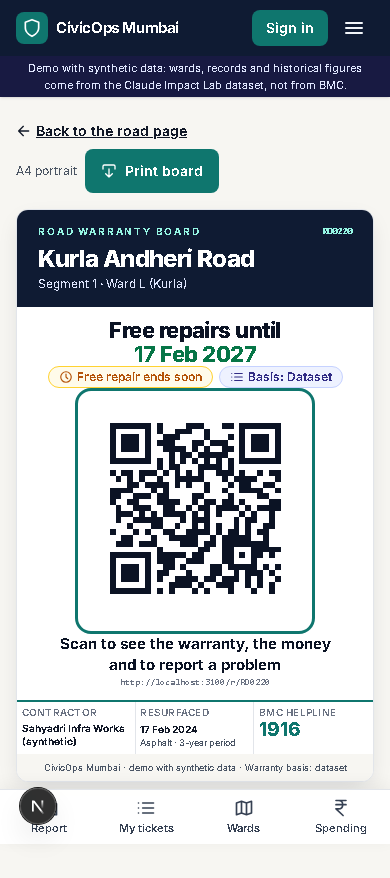 CivicOps Mumbai
Sign in
Demo with synthetic data: wards, records and historical figures
come from the Claude Impact Lab dataset, not from BMC.
Back to the road page
A4 portrait
Print board
ROAD WARRANTY BOARD
RD0220
Kurla Andheri Road
Segment 1 · Ward L (Kurla)
Free repairs until
17 Feb 2027
Free repair ends soon
Basis: Dataset
Scan to see the warranty, the money
and to report a problem
http://localhost:3100/r/RD0220
CONTRACTOR
Sahyadri Infra Works
(synthetic)
RESURFACED
17 Feb 2024
Asphalt · 3-year period
BMC HELPLINE
1916
CivicOps Mumbai · demo with synthetic data · Warranty basis: dataset
N
Report
My tickets
Wards
Spending